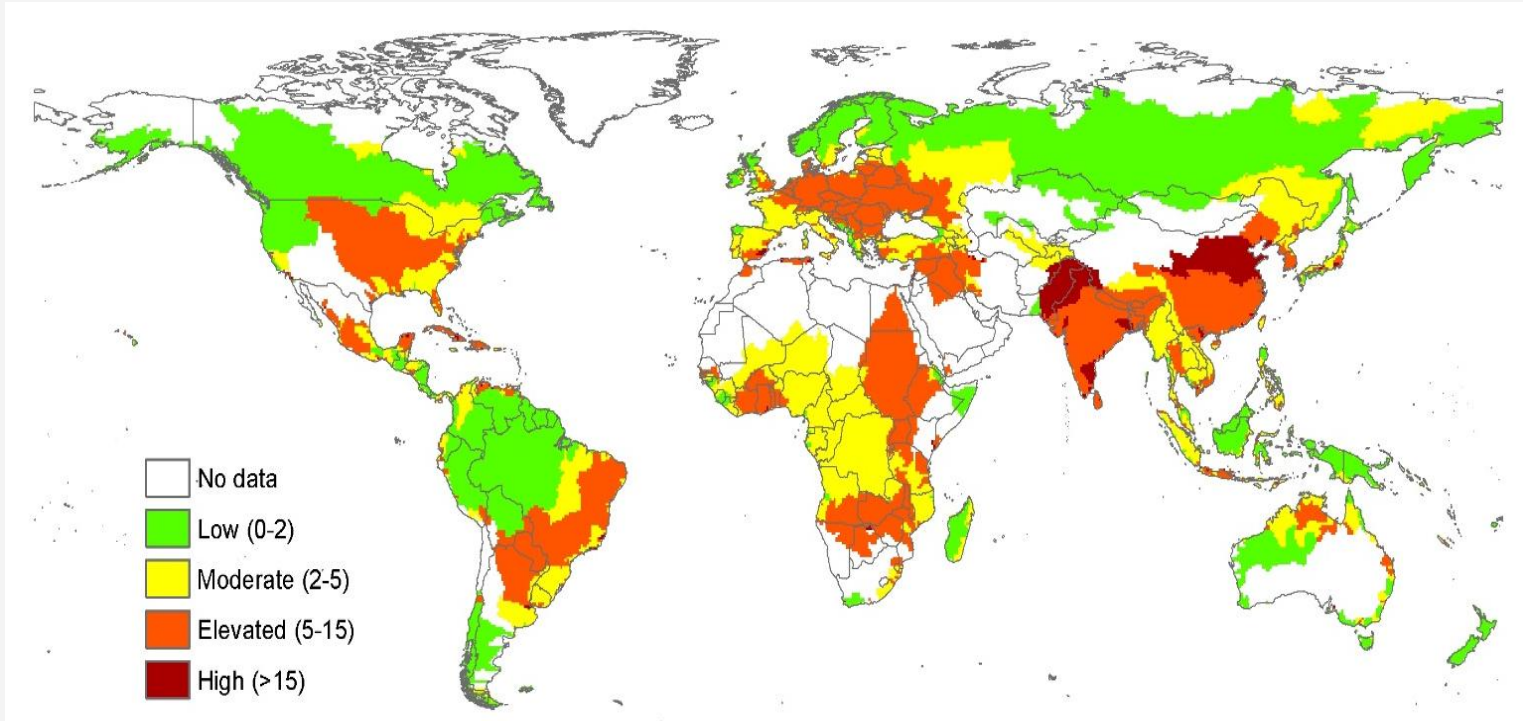 No data
Low (0-2)
Moderate (2-5)
Elevated (5-15)
High (>15)